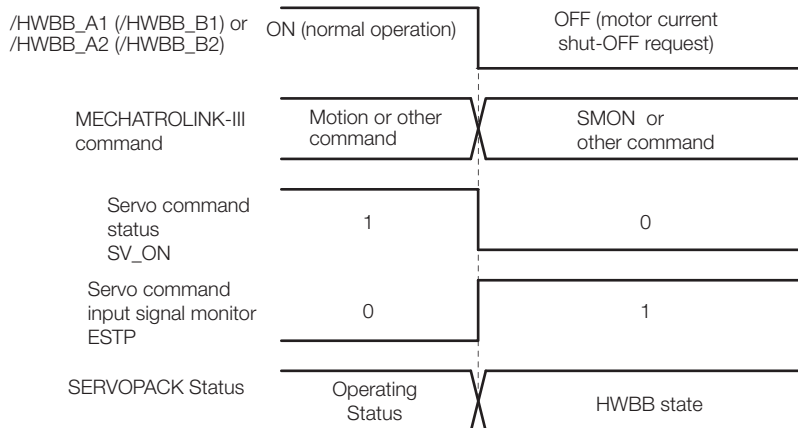 /HWBB_A1 (/HWBB_B1) or
/HWBB_A2 (/HWBB_B2)
ON (normal operation)
OFF (motor current
shut-OFF request)
MECHATROLINK-III
command
Motion or other
command
SMON or
other command
Servo command
status
SV_ON
1
0
Servo command
input signal monitor
ESTP
0
1
SERVOPACK Status
Operating
Status
HWBB state